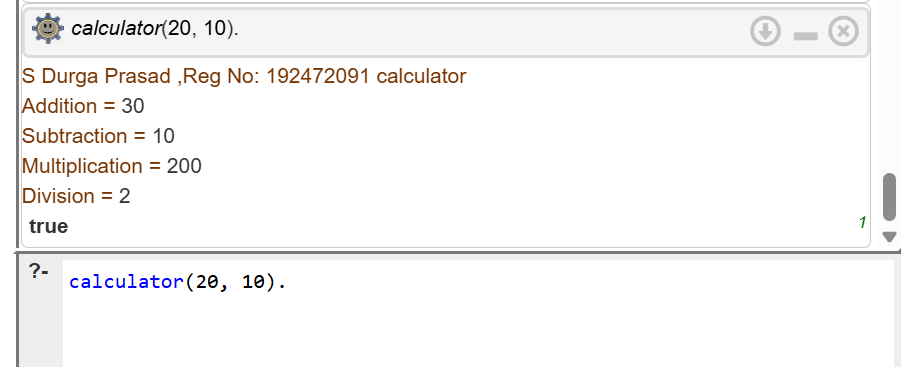 calculator(20, 10).
S Durga Prasad ,Reg No: 192472091 calculator
Addition = 30
Subtraction = 10
Multiplication = 200
Division = 2
true
1
?-
calculator(20, 10).